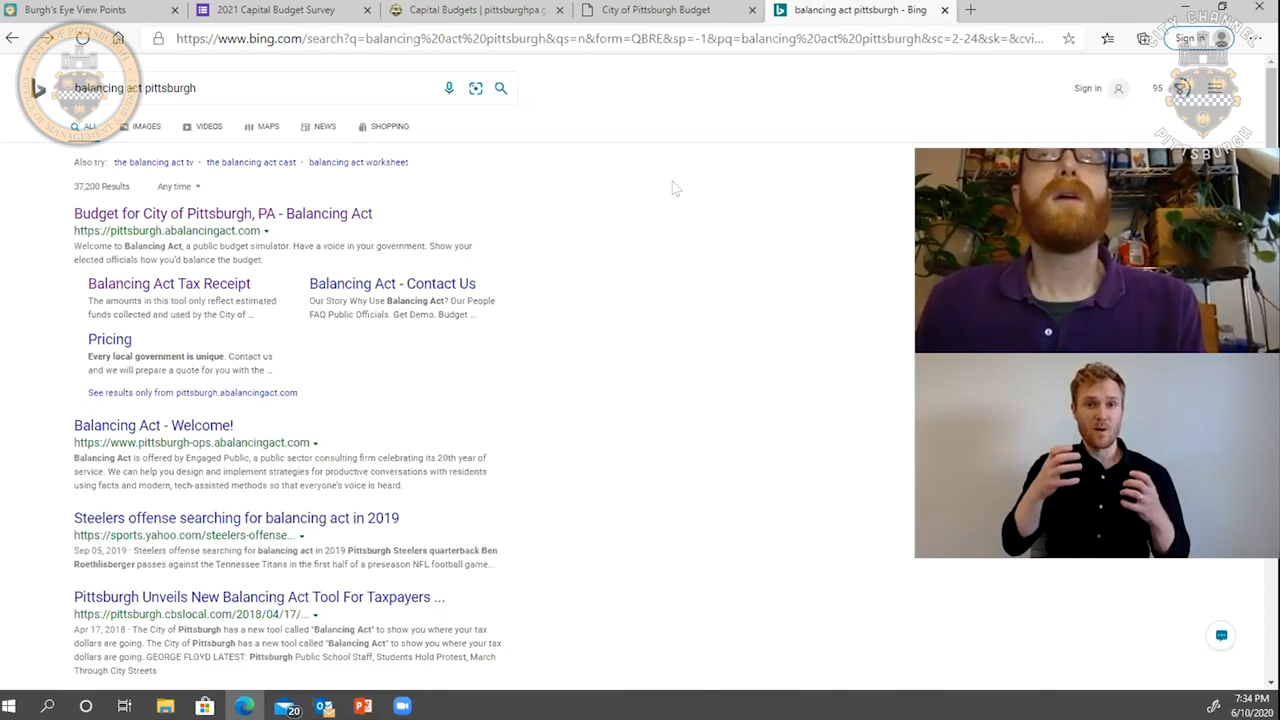 Burgh's Eye View Points
2021 Capital Budget Survey
Capital Budgets | pittsburghpa.g
City of Pittsburgh Budget
balancing act pittsburgh - Bing
https://www.bing.com/search?q=balancing%20act%20pittsburgh&qs=n&form=QBRE&sp=-1&pq=balancing%20act%20pittsburgh&sc=2-24&sk=&cvi...
Sign in
CITY CHANNEL
PITTSBURGH
CITY OF PITTSBURGH
OF MANAGEMENT &
balancing act pittsburgh
Sign in
95
ALL
IMAGES
VIDEOS
MAPS
NEWS
SHOPPING
Also try: the balancing act tv · the balancing act cast · balancing act worksheet
37,200 Results Any time
Budget for City of Pittsburgh, PA - Balancing Act
https://pittsburgh.abalancingact.com
Welcome to Balancing Act, a public budget simulator. Have a voice in your government. Show your
elected officials how you'd balance the budget.
Balancing Act Tax Receipt
The amounts in this tool only reflect estimated
funds collected and used by the City of ...
Balancing Act - Contact Us
Our Story Why Use Balancing Act? Our People
FAQ Public Officials. Get Demo. Budget ...
Pricing
Every local government is unique. Contact us
and we will prepare a quote for you with the ...
See results only from pittsburgh.abalancingact.com
Balancing Act - Welcome!
https://www.pittsburgh-ops.abalancingact.com
Balancing Act is offered by Engaged Public, a public sector consulting firm celebrating its 20th year of
service. We can help you design and implement strategies for productive conversations with residents
using facts and modern, tech-assisted methods so that everyone's voice is heard.
Steelers offense searching for balancing act in 2019
https://sports.yahoo.com/steelers-offense...
Sep 05, 2019 · Steelers offense searching for balancing act in 2019 Pittsburgh Steelers quarterback Ben
Roethlisberger passes against the Tennessee Titans in the first half of a preseason NFL football game...
Pittsburgh Unveils New Balancing Act Tool For Taxpayers ...
https://pittsburgh.cbslocal.com/2018/04/17/...
Apr 17, 2018 · The City of Pittsburgh has a new tool called "Balancing Act" to show you where your tax
dollars are going. The City of Pittsburgh has a new tool called "Balancing Act" to show you where your tax
dollars are going. GEORGE FLOYD LATEST: Pittsburgh Public School Staff, Students Hold Protest, March
Through City Streets
20
7:34 PM
6/10/2020